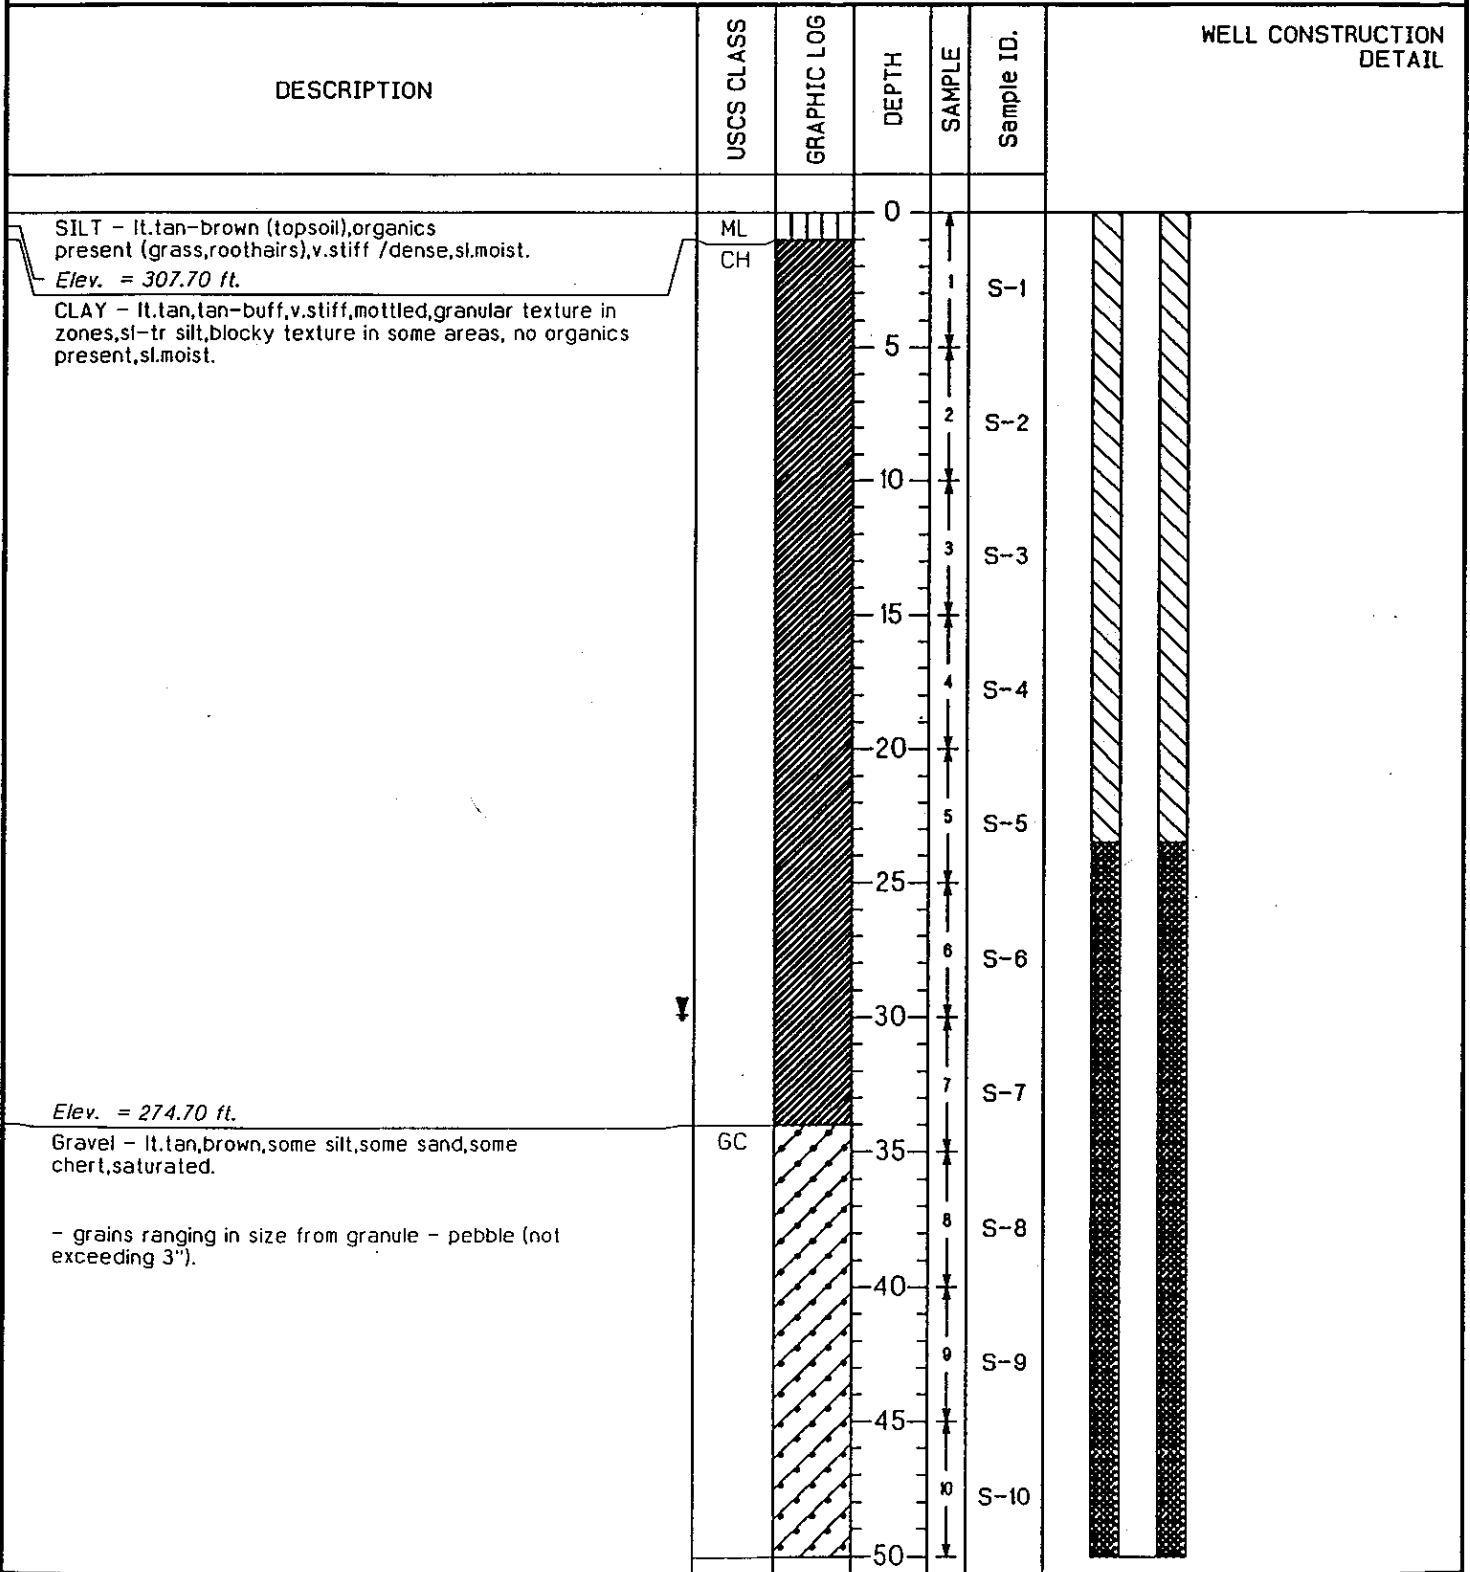 DESCRIPTION
USCS CLASS
GRAPHIC LOG
DEPTH
SAMPLE
Sample ID.
WELL CONSTRUCTION
DETAIL
0
SILT - lt.tan-brown (topsoil),organics
present (grass,roothairs),v.stiff /dense,sl.moist.
Elev. = 307.70 ft.
ML
CH
CLAY - lt.tan,tan-buff,v.stiff,mottled,granular texture in
zones,sl-tr silt,blocky texture in some areas, no organics
present,sl.moist.
1
S-1
5
2
S-2
10
3
S-3
15
4
S-4
20
5
S-5
25
6
S-6
30
7
S-7
Elev. = 274.70 ft.
Gravel - lt.tan,brown,some silt,some sand,some
chert,saturated.
GC
35
- grains ranging in size from granule - pebble (not
exceeding 3").
8
S-8
40
9
S-9
45
10
S-10
50